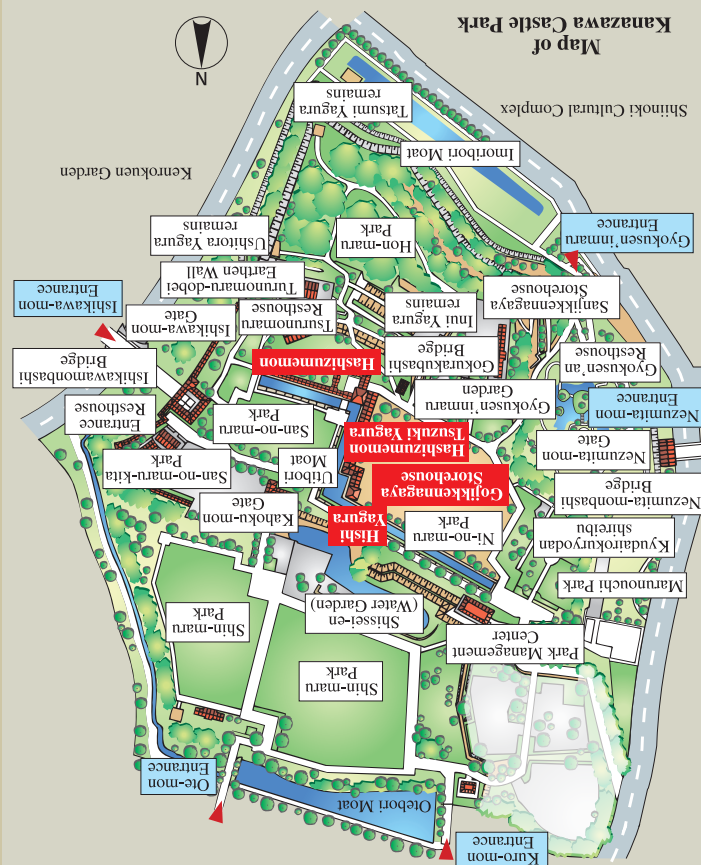 Kuro-mon
Entrance
Otebori Moat
Ote-mon
Entrance
Shin-maru
Park
Park Management
Center
Shissei-en
(Water Garden)
Shin-maru
Park
Marunouchi Park
Kyudairokuryodan
shireibu
Ni-no-maru
Park
Hishi
Yagura
Kahoku-mon
Gate
Nezumita-monbashi
Bridge
Gojikkennagaya
Storehouse
Utibori
Moat
San-no-maru-kita
Park
Nezumita-mon
Gate
Hashizumemon
Tsuzuki Yagura
San-no-maru
Park
Entrance
Resthouse
Nezumita-mon
Entrance
Gyokusen'inmaru
Garden
Gyokusen'an
Resthouse
Gokurakubashi
Bridge
Hashizumemon
Ishikawamonbashi
Bridge
Sanjikkennagaya
Storehouse
Inui Yagura
remains
Tsurunomaru
Resthouse
Ishikawa-mon
Gate
Ishikawa-mon
Entrance
Turunomaru-dobei
Earthen Wall
Gyokusen'inmaru
Entrance
Hon-maru
Park
Ushitora Yagura
remains
Imoribori Moat
Kenrokuen Garden
Shiinoki Cultural Complex
Tatsumi Yagura
remains
N
Map of
Kanazawa Castle Park